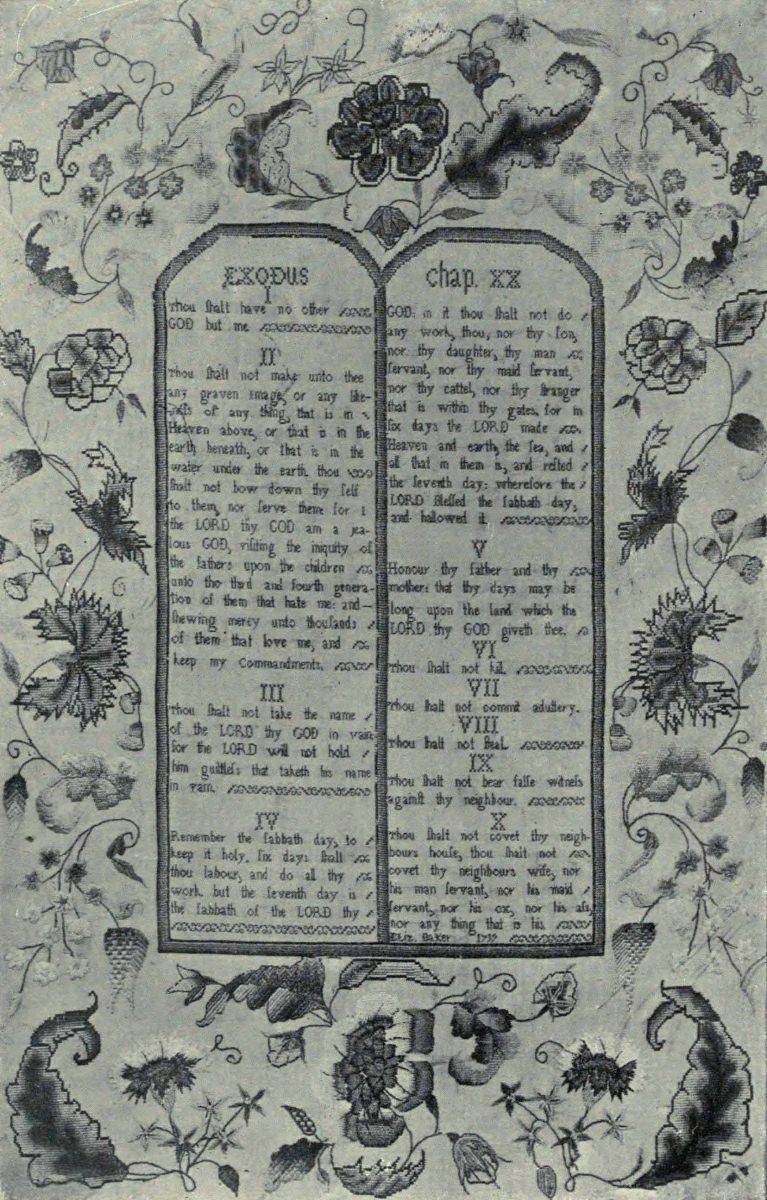 EXODUS
I
Thou ſhall have no other
GOD but me
II
Thou ſhall not make unto thee
any graven Image, or any like-
neſs of any thing, that is in
Heaven above, or that is in the
earth beneath, or that is in the
water under the earth. thou
ſhall not bow down thy ſelf
to them, nor ſerve them: for I
the LORD thy GOD am a jea-
lous GOD, viſiting the iniquity of
the fathers upon the children
unto the third and fourth genera-
tion of them that hate me: and
ſhewing mercy unto thouſands
of them that love me, and
keep my Commandments.
III
Thou ſhall not take the name
of the LORD thy GOD in vain
for the LORD will not hold
him guiltleſs that taketh his name
in vain.
IV
Remember the ſabbath day, to
keep it holy. ſix days ſhall
thou labour, and do all thy
work. but the ſeventh day is
the ſabbath of the LORD thy
chap. XX
GOD: in it thou ſhall not do
any work, thou, nor thy ſon,
nor thy daughter, thy man
ſervant, nor thy maid ſervant,
nor thy cattel, nor thy ſtranger
that is within thy gates. for in
ſix days the LORD made
Heaven and earth, the ſea, and
all that in them is, and reſted
the ſeventh day: wherefore the
LORD bleſſed the ſabbath day,
and hallowed it.
V
Honour thy father and thy
mother: that thy days may be
long upon the land which the
LORD thy GOD giveth thee.
VI
Thou ſhalt not kill.
VII
Thou ſhalt not commit adultery.
VIII
Thou ſhalt not ſteal.
IX
Thou ſhalt not bear falſe witneſs
againſt thy neighbour.
X
Thou ſhalt not covet thy neigh-
bours houſe, thou ſhalt not
covet thy neighbours wife, nor
his man ſervant, nor his maid
ſervant, nor his ox, nor his aſs,
nor any thing that is his
Baker